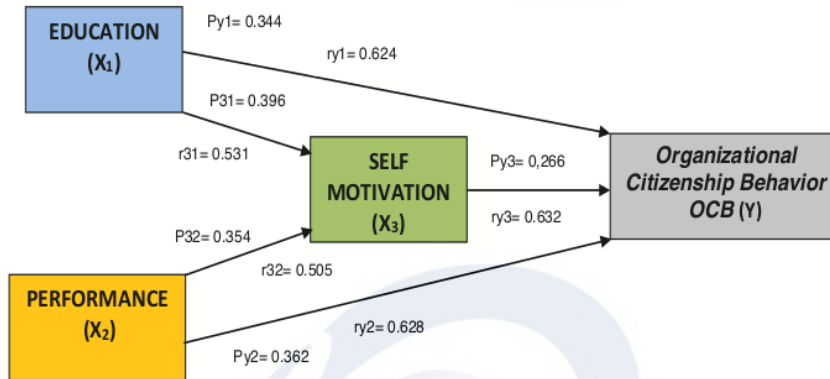 EDUCATION
(X₁)
Py1= 0.344
ry1= 0.624
P31= 0.396
r31= 0.531
SELF
MOTIVATION
(X₃)
Py3= 0,266
ry3= 0.632
Organizational
Citizenship Behavior
OCB (Y)
P32= 0.354
r32= 0.505
PERFORMANCE
(X₂)
ry2= 0.628
Py2= 0.362